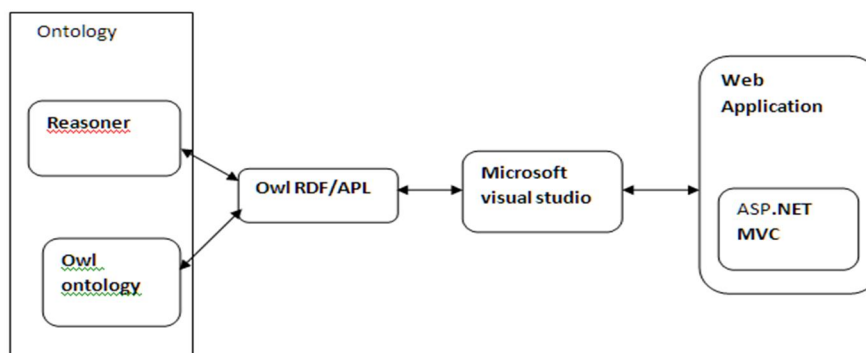 Ontology
Reasoner
Owl
ontology
Owl RDF/APL
Microsoft
visual studio
Web
Application
ASP.NET
MVC